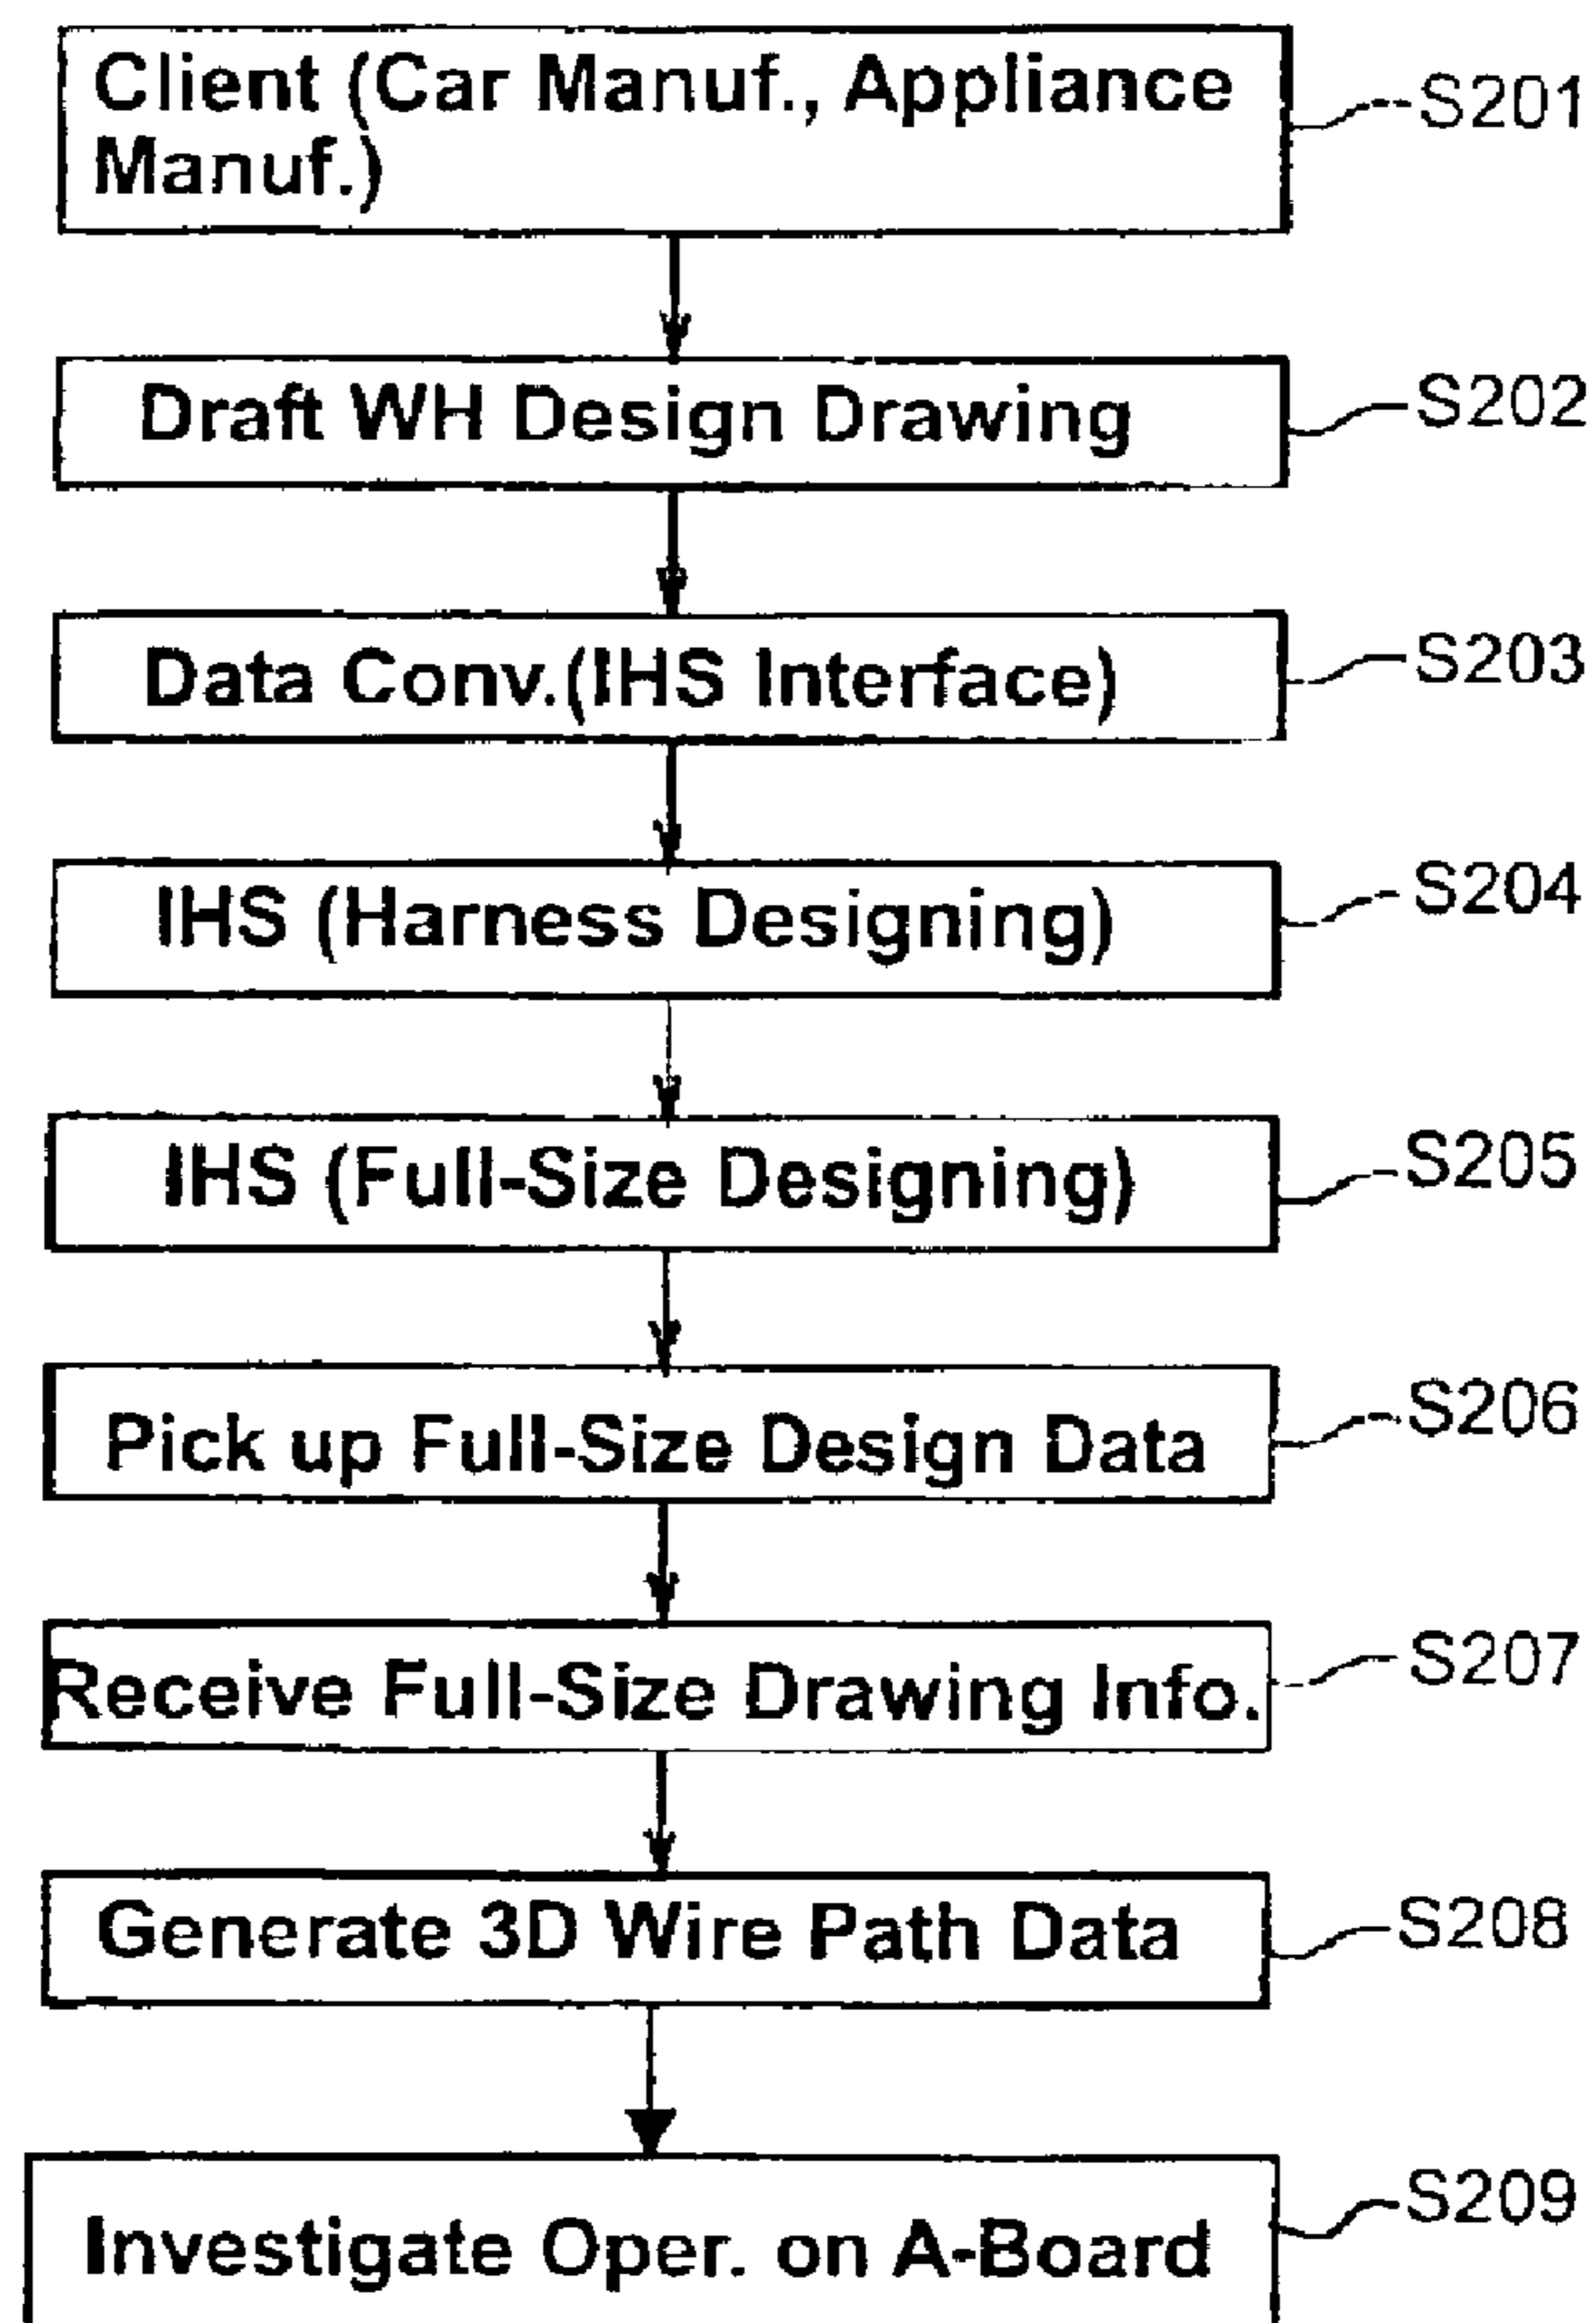 Client (Car Manuf., Appliance
Manuf.)
S201
Draft WH Design Drawing
S202
Data Conv.(IHS Interface)
S203
IHS (Harness Designing)
S204
IHS (Full-Size Designing)
S205
Pick up Full-Size Design Data
S206
Receive Full-Size Drawing Info.
S207
Generate 3D Wire Path Data
S208
Investigate Oper. on A-Board
S209